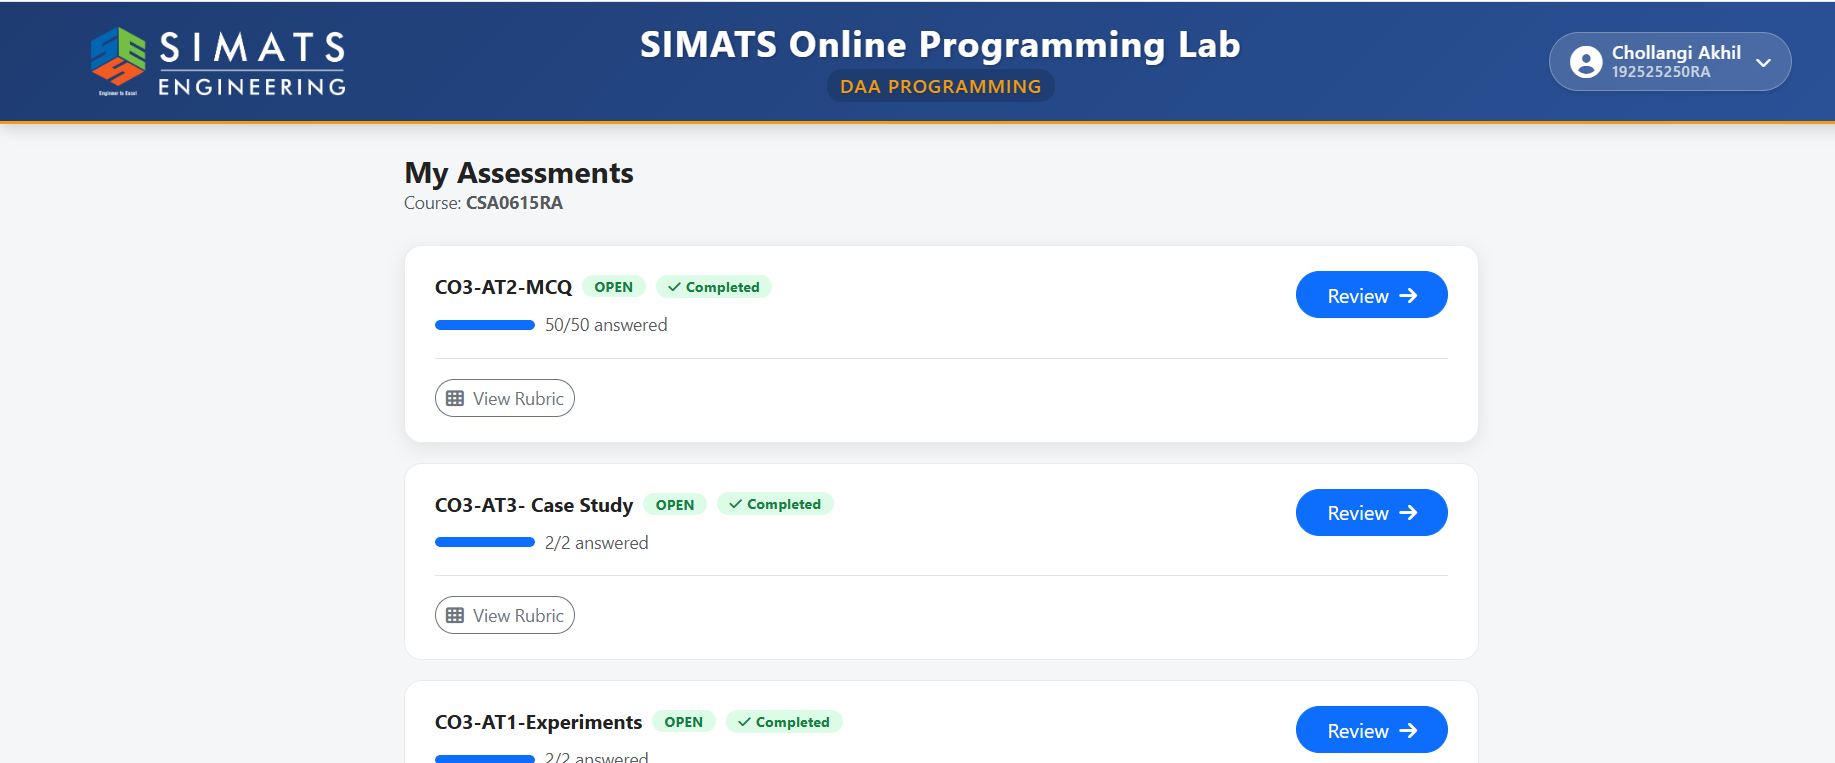 SIMATS
ENGINEERING
Engineer to Excel
SIMATS Online Programming Lab
DAA PROGRAMMING
Chollangi Akhil
192525250RA
My Assessments
Course: CSA0615RA
CO3-AT2-MCQ OPEN Completed
Review
50/50 answered
View Rubric
CO3-AT3- Case Study OPEN Completed
Review
2/2 answered
View Rubric
CO3-AT1-Experiments OPEN Completed
Review
2/2 answered